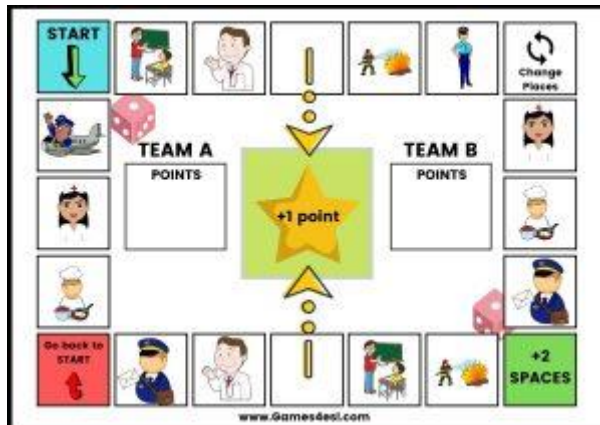 START
Change
Places
TEAM A
POINTS
TEAM B
POINTS
+1 point
Go back to
START
+2
SPACES
www.Games4esl.com